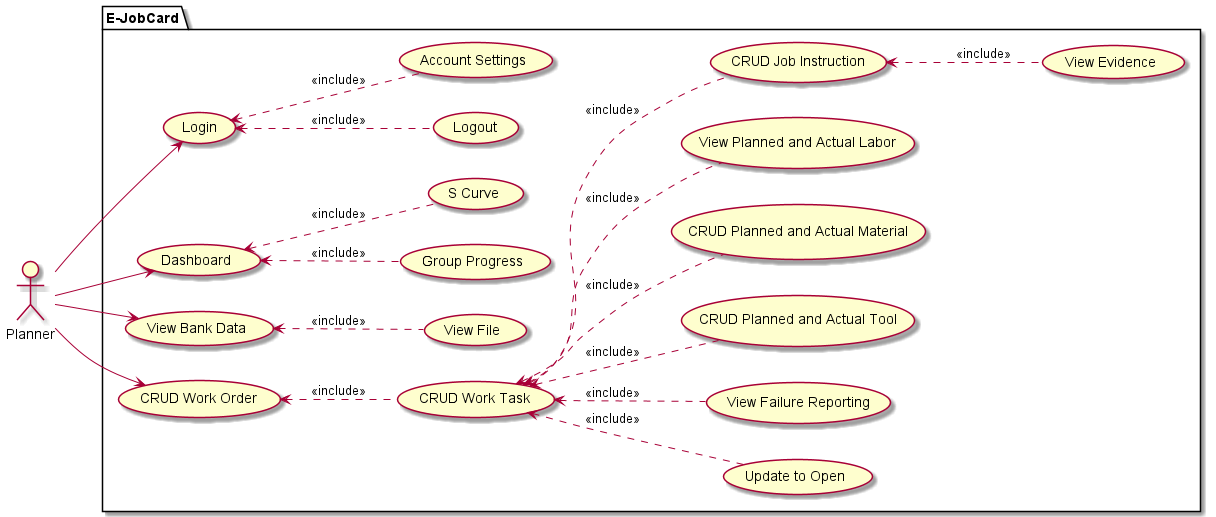 E-JobCard
Account Settings
«include»
Login
«include»
Logout
S Curve
«include»
Dashboard
«include»
Group Progress
Planner
View Bank Data
«include»
View File
CRUD Work Order
«include»
CRUD Work Task
CRUD Job Instruction
«include»
View Evidence
«include»
View Planned and Actual Labor
«include»
CRUD Planned and Actual Material
«include»
CRUD Planned and Actual Tool
«include»
«include»
View Failure Reporting
«include»
Update to Open